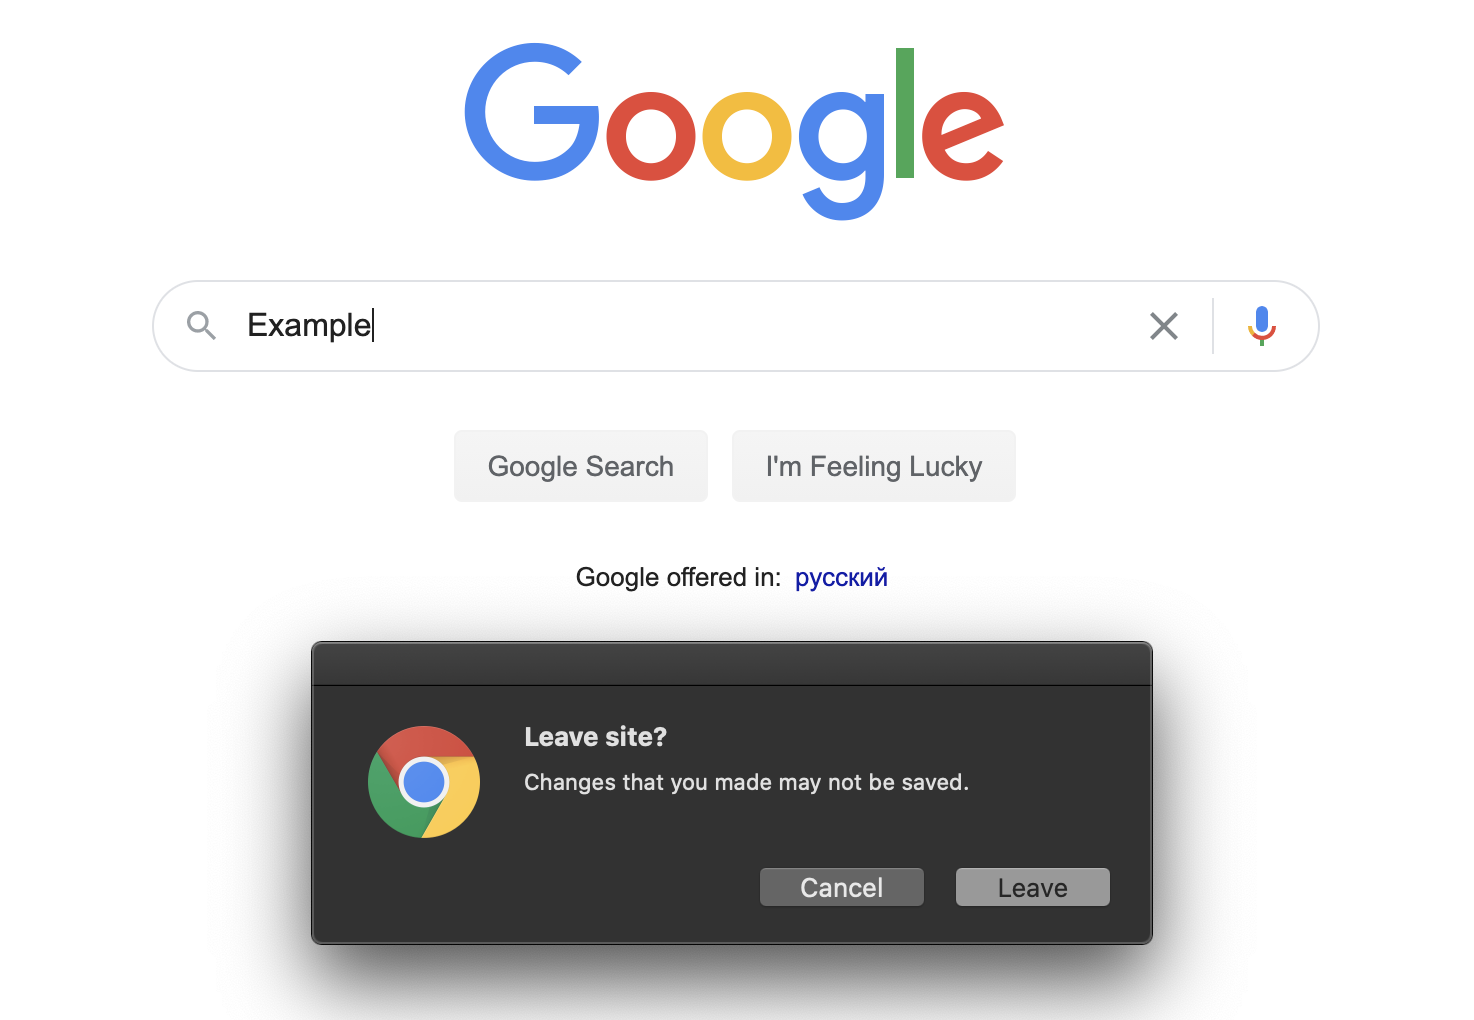 Google
Example
Google Search
I'm Feeling Lucky
Google offered in: русский
Leave site?
Changes that you made may not be saved.
Cancel
Leave